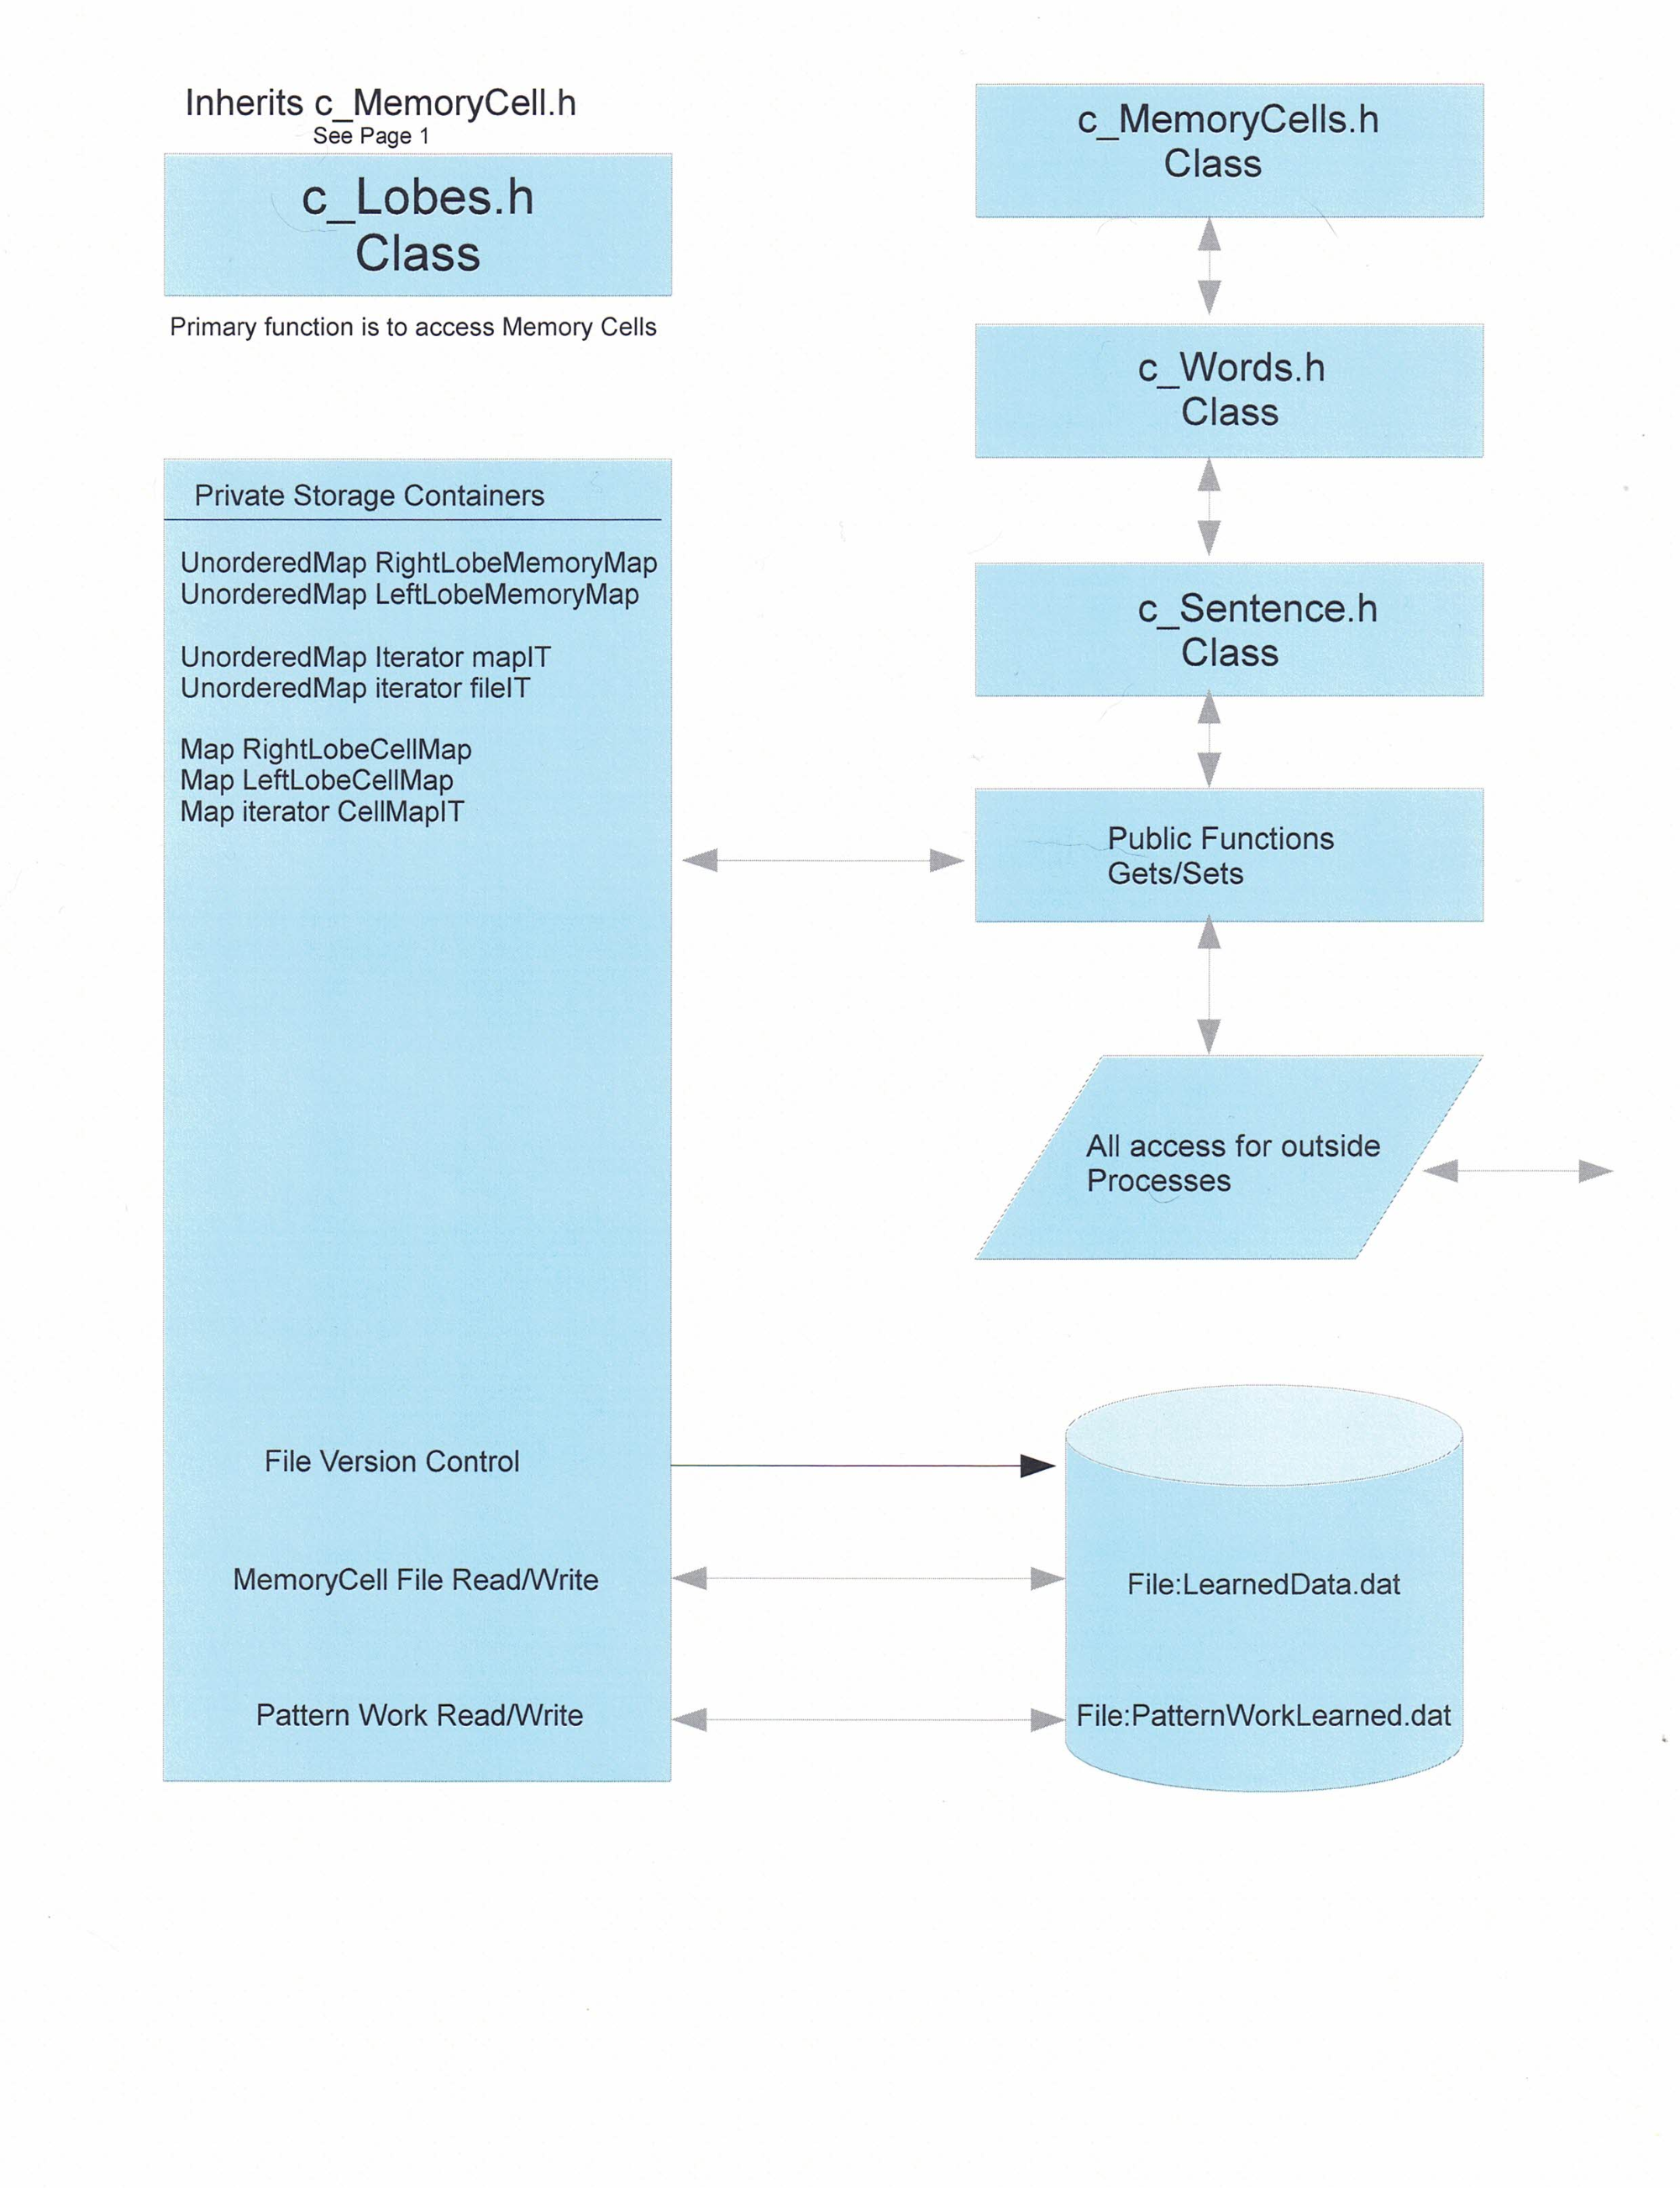 Inherits c_MemoryCell.h
See Page 1
c_Lobes.h
Class
Primary function is to access Memory Cells
Private Storage Containers
UnorderedMap RightLobeMemoryMap
UnorderedMap LeftLobeMemoryMap
UnorderedMap Iterator mapIT
UnorderedMap iterator fileIT
Map RightLobeCellMap
Map LeftLobeCellMap
Map iterator CellMapIT
File Version Control
MemoryCell File Read/Write
Pattern Work Read/Write
c_MemoryCells.h
Class
c_Words.h
Class
c_Sentence.h
Class
Public Functions
Gets/Sets
All access for outside
Processes
File:LearnedData.dat
File:PatternWorkLearned.dat